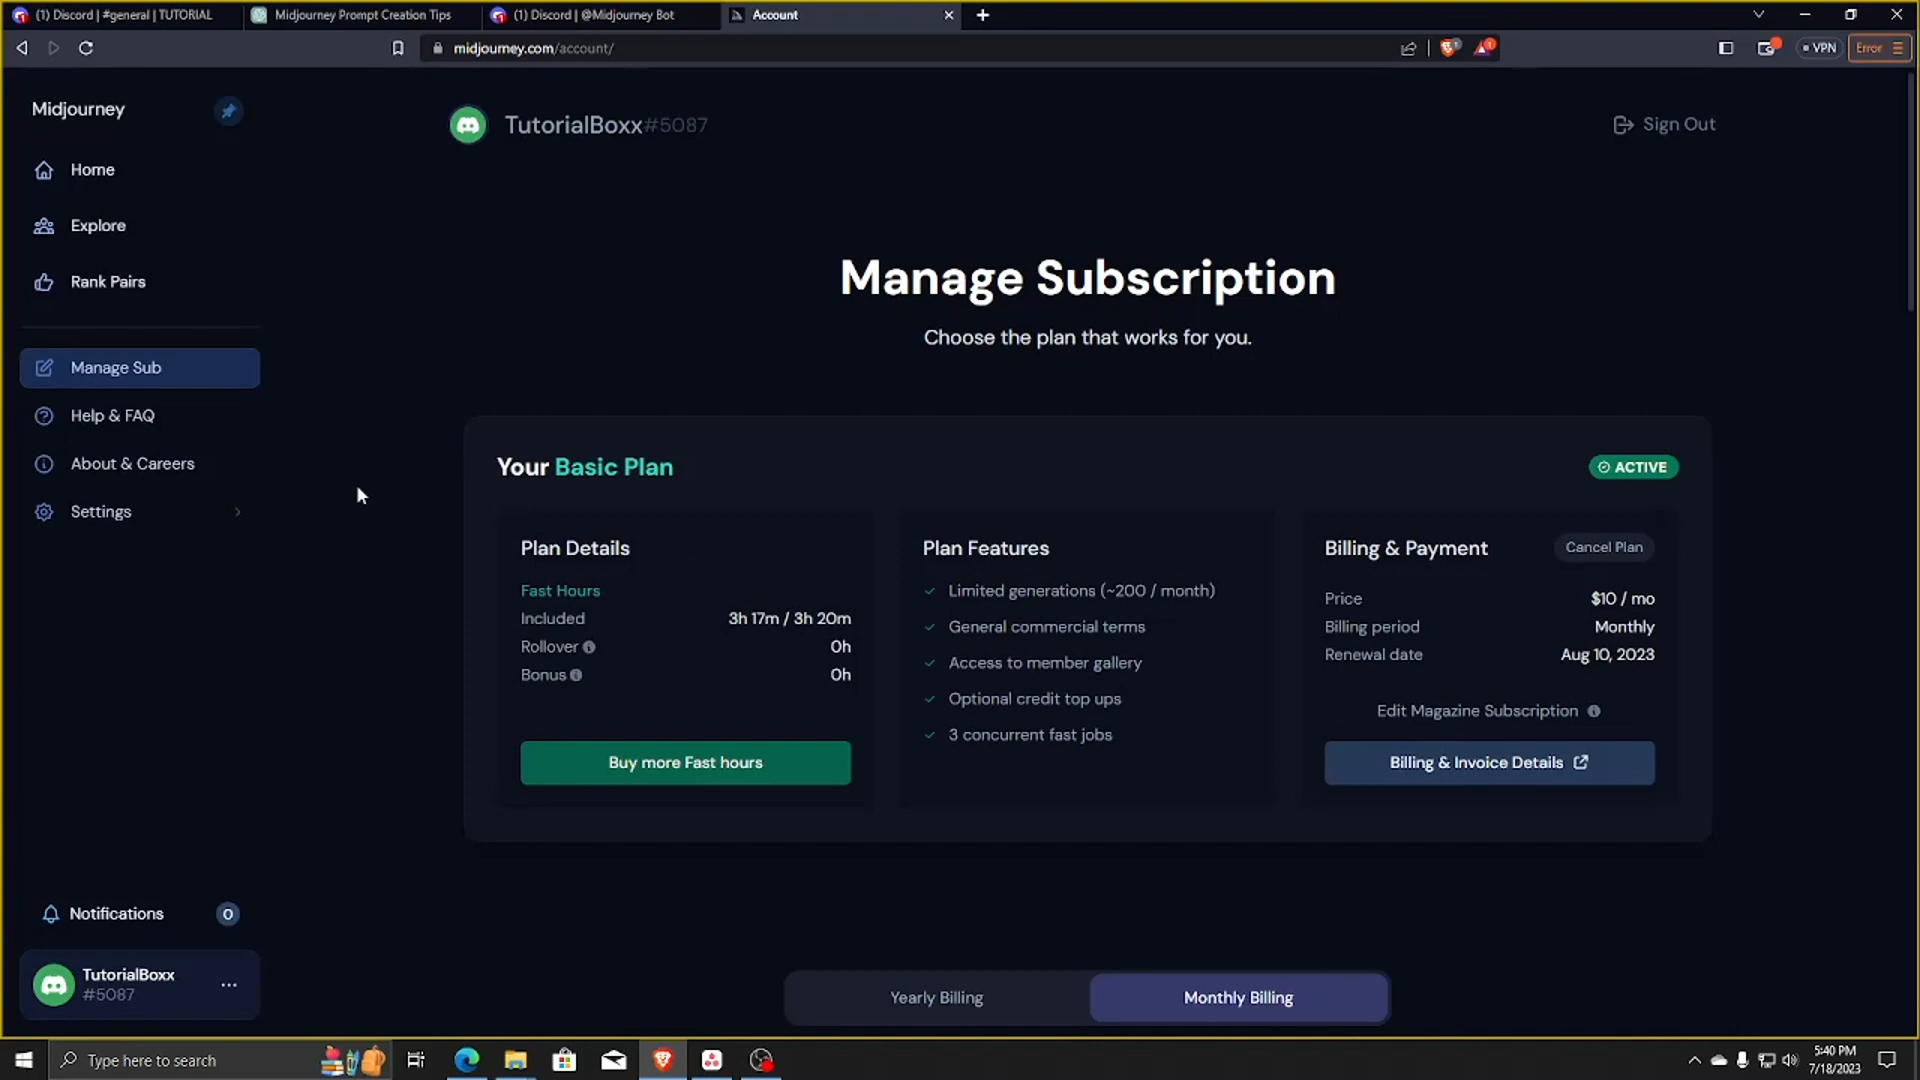 (1) Discord | #general | TUTORIAL
Midjourney Prompt Creation Tips
(1) Discord | @Midjourney Bot
Account
midjourney.com/account/
VPN
Error
Midjourney
Home
Explore
Rank Pairs
Manage Sub
Help & FAQ
About & Careers
Settings
Notifications
0
TutorialBoxx
#5087
TutorialBoxx#5087
Sign Out
Manage Subscription
Choose the plan that works for you.
Your Basic Plan
ACTIVE
Plan Details
Fast Hours
Included 3h 17m / 3h 20m
Rollover 0h
Bonus 0h
Buy more Fast hours
Plan Features
Limited generations (~200 / month)
General commercial terms
Access to member gallery
Optional credit top ups
3 concurrent fast jobs
Billing & Payment
Cancel Plan
Price $10 / mo
Billing period Monthly
Renewal date Aug 10, 2023
Edit Magazine Subscription
Billing & Invoice Details
Yearly Billing
Monthly Billing
Type here to search
5:40 PM
7/18/2023